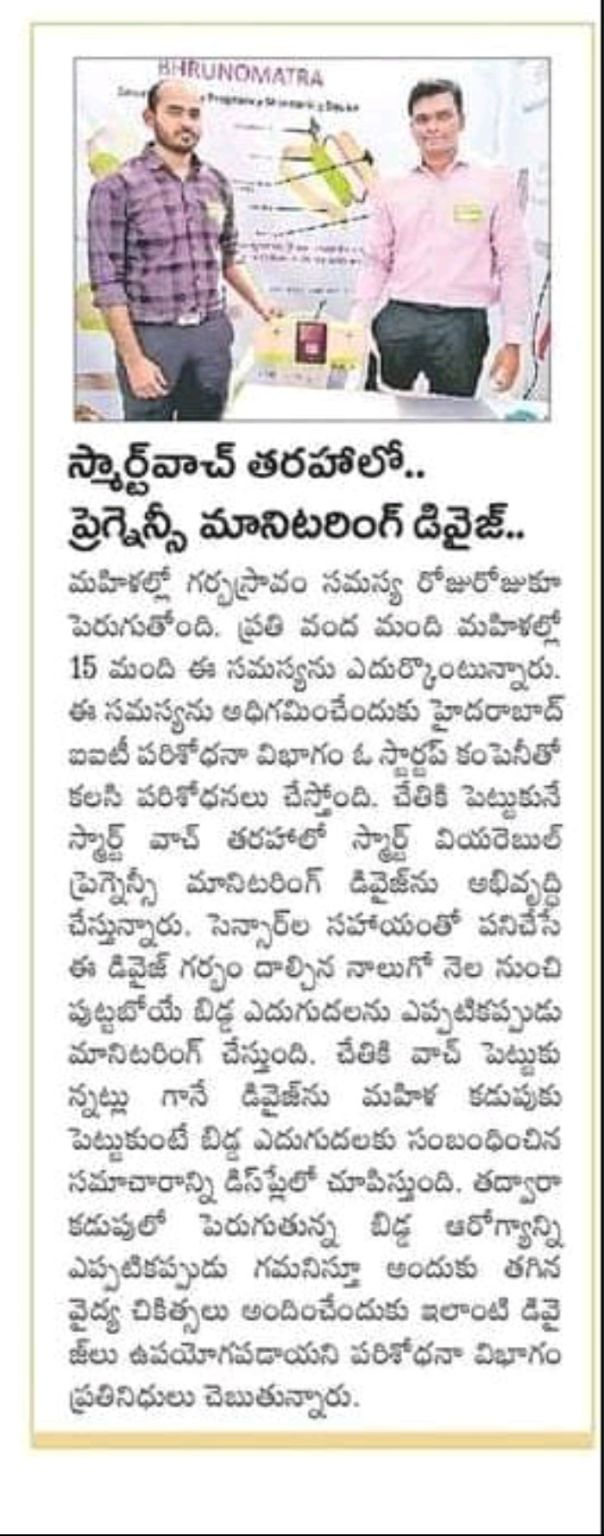 BHRUNOMATRA
Pregnancy Monitoring Device
స్మార్ట్‌వాచ్ తరహాలో..
ప్రెగ్నెన్సీ మానిటరింగ్ డివైజ్..
మహిళల్లో గర్భస్రావం సమస్య రోజురోజుకూ
పెరుగుతోంది. ప్రతి వంద మంది మహిళల్లో
15 మంది ఈ సమస్యను ఎదుర్కొంటున్నారు.
ఈ సమస్యను అధిగమించేందుకు హైదరాబాద్
ఐఐటీ పరిశోధనా విభాగం ఓ స్టార్టప్ కంపెనీతో
కలసి పరిశోధనలు చేస్తోంది. చేతికి పెట్టుకునే
స్మార్ట్ వాచ్ తరహాలో స్మార్ట్ వియరెబుల్
ప్రెగ్నెన్సీ మానిటరింగ్ డివైజ్‌ను అభివృద్ధి
చేస్తున్నారు. సెన్సార్‌ల సహాయంతో పనిచేసే
ఈ డివైజ్ గర్భం దాల్చిన నాలుగో నెల నుంచి
పుట్టబోయే బిడ్డ ఎదుగుదలను ఎప్పటికప్పుడు
మానిటరింగ్ చేస్తుంది. చేతికి వాచ్ పెట్టుకు
న్నట్లు గానే డివైజ్‌ను మహిళ కడుపుకు
పెట్టుకుంటే బిడ్డ ఎదుగుదలకు సంబంధించిన
సమాచారాన్ని డిస్‌ప్లేలో చూపిస్తుంది. తద్వారా
కడుపులో పెరుగుతున్న బిడ్డ ఆరోగ్యాన్ని
ఎప్పటికప్పుడు గమనిస్తూ అందుకు తగిన
వైద్య చికిత్సలు అందించేందుకు ఇలాంటి డివై
జ్‌లు ఉపయోగపడాయని పరిశోధనా విభాగం
ప్రతినిధులు చెబుతున్నారు.